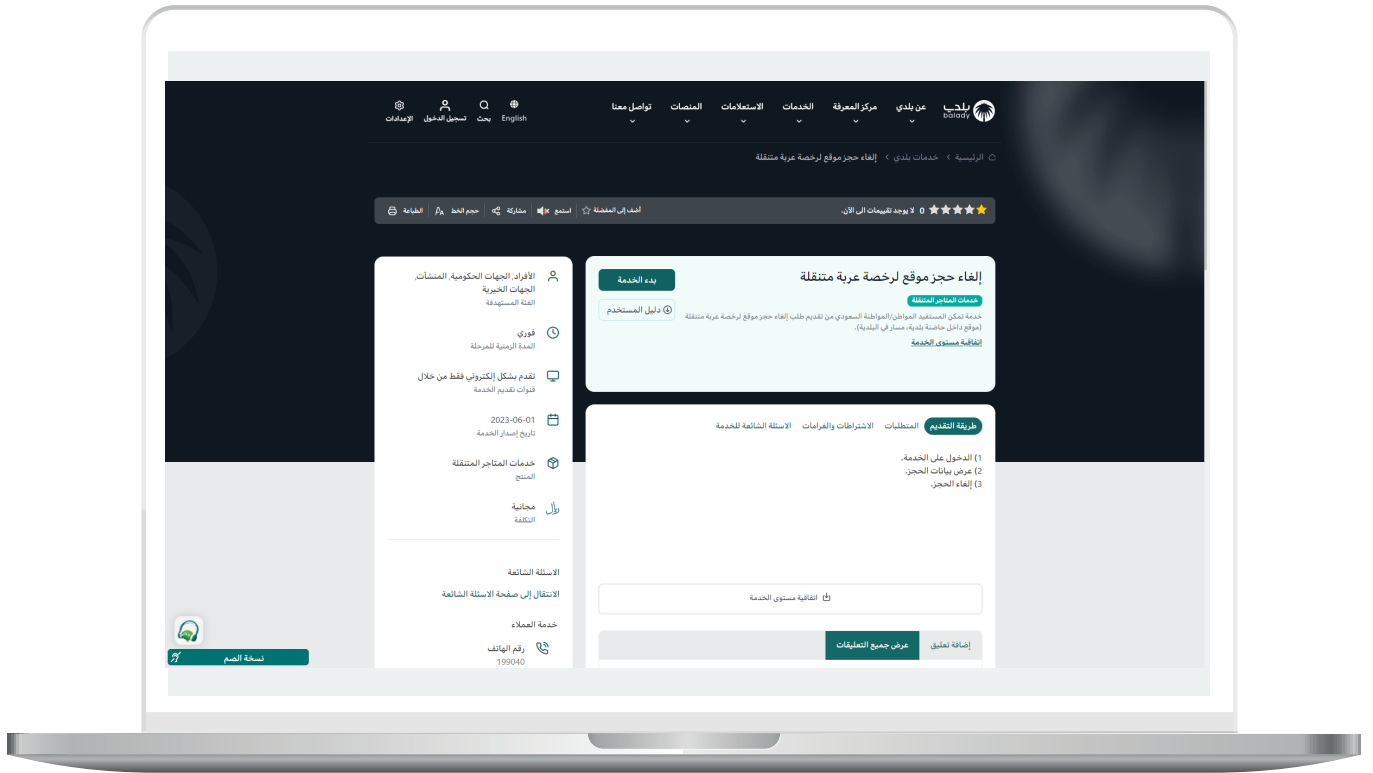 بلدي
balady
عن بلدي
مركز المعرفة
الخدمات
الاستعلامات
المنصات
تواصل معنا
English
بحث
تسجيل الدخول
الإعدادات
الرئيسية
خدمات بلدي
إلغاء حجز موقع لرخصة عربة متنقلة
0 لا يوجد تقييمات الى الآن.
أضف إلى المفضلة
استمع
مشاركة
حجم الخط
الطباعة
إلغاء حجز موقع لرخصة عربة متنقلة
خدمات المتاجر المتنقلة
خدمة تمكن المستفيد المواطن/المواطنة السعودي من تقديم طلب إلغاء حجز موقع لرخصة عربة متنقلة
(موقع داخل حاضنة بلدية، مسار في البلدية).
اتفاقية مستوى الخدمة
بدء الخدمة
دليل المستخدم
طريقة التقديم
المتطلبات
الاشتراطات والغرامات
الاسئلة الشائعة للخدمة
1) الدخول على الخدمة.
2) عرض بيانات الحجز.
3) إلغاء الحجز.
اتفاقية مستوى الخدمة
إضافة تعليق
عرض جميع التعليقات
الأفراد, الجهات الحكومية, المنشآت,
الجهات الخيرية
الفئة المستهدفة
فوري
المدة الزمنية للمرحلة
تقدم بشكل إلكتروني فقط من خلال
قنوات تقديم الخدمة
2023-06-01
تاريخ إصدار الخدمة
خدمات المتاجر المتنقلة
المنتج
مجانية
التكلفة
الاسئلة الشائعة
الانتقال إلى صفحة الاسئلة الشائعة
خدمة العملاء
رقم الهاتف
199040
نسخة الصم